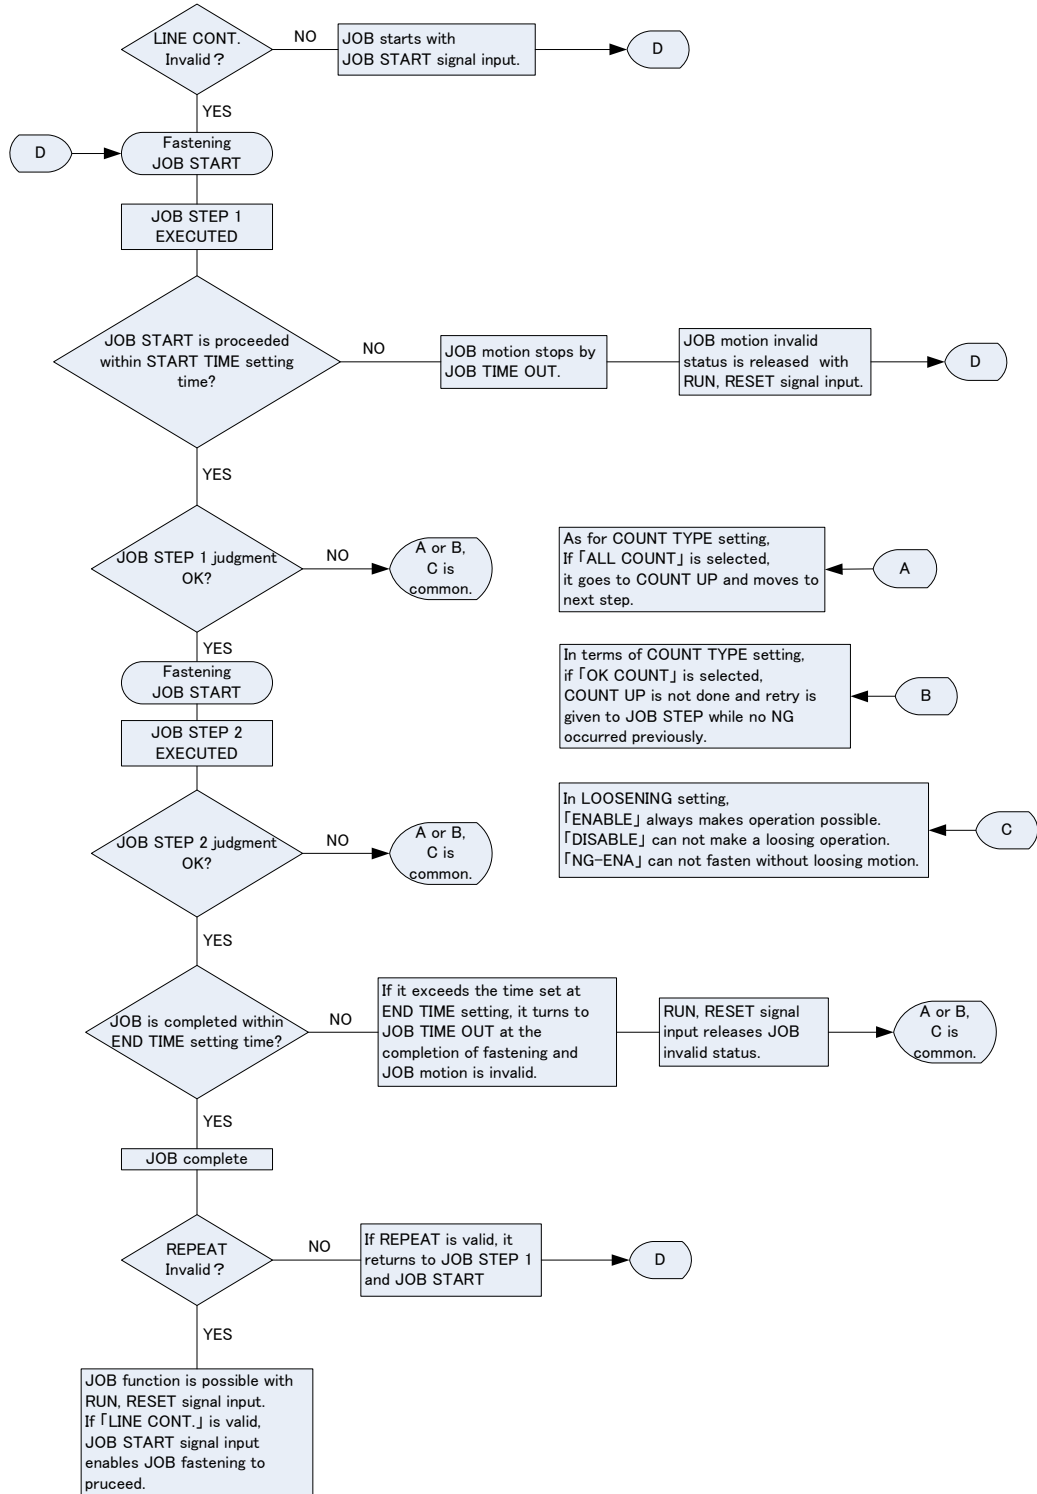 LINE CONT.
Invalid？
NO
JOB starts with
JOB START signal input.
D
YES
D
Fastening
JOB START
JOB STEP 1
EXECUTED
JOB START is proceeded
within START TIME setting
time?
NO
JOB motion stops by
JOB TIME OUT.
JOB motion invalid
status is released with
RUN, RESET signal input.
D
YES
JOB STEP 1 judgment
OK?
NO
A or B,
C is
common.
As for COUNT TYPE setting,
If「ALL COUNT」is selected,
it goes to COUNT UP and moves to
next step.
A
YES
Fastening
JOB START
In terms of COUNT TYPE setting,
if「OK COUNT」is selected,
COUNT UP is not done and retry is
given to JOB STEP while no NG
occurred previously.
B
JOB STEP 2
EXECUTED
JOB STEP 2 judgment
OK?
NO
A or B,
C is
common.
In LOOSENING setting,
「ENABLE」always makes operation possible.
「DISABLE」can not make a loosing operation.
「NG-ENA」can not fasten without loosing motion.
C
YES
JOB is completed within
END TIME setting time?
NO
If it exceeds the time set at
END TIME setting, it turns to
JOB TIME OUT at the
completion of fastening and
JOB motion is invalid.
RUN, RESET signal
input releases JOB
invalid status.
A or B,
C is
common.
YES
JOB complete
REPEAT
Invalid？
NO
If REPEAT is valid, it
returns to JOB STEP 1
and JOB START
D
YES
JOB function is possible with
RUN, RESET signal input.
If「LINE CONT.」is valid,
JOB START signal input
enables JOB fastening to
pruceed.